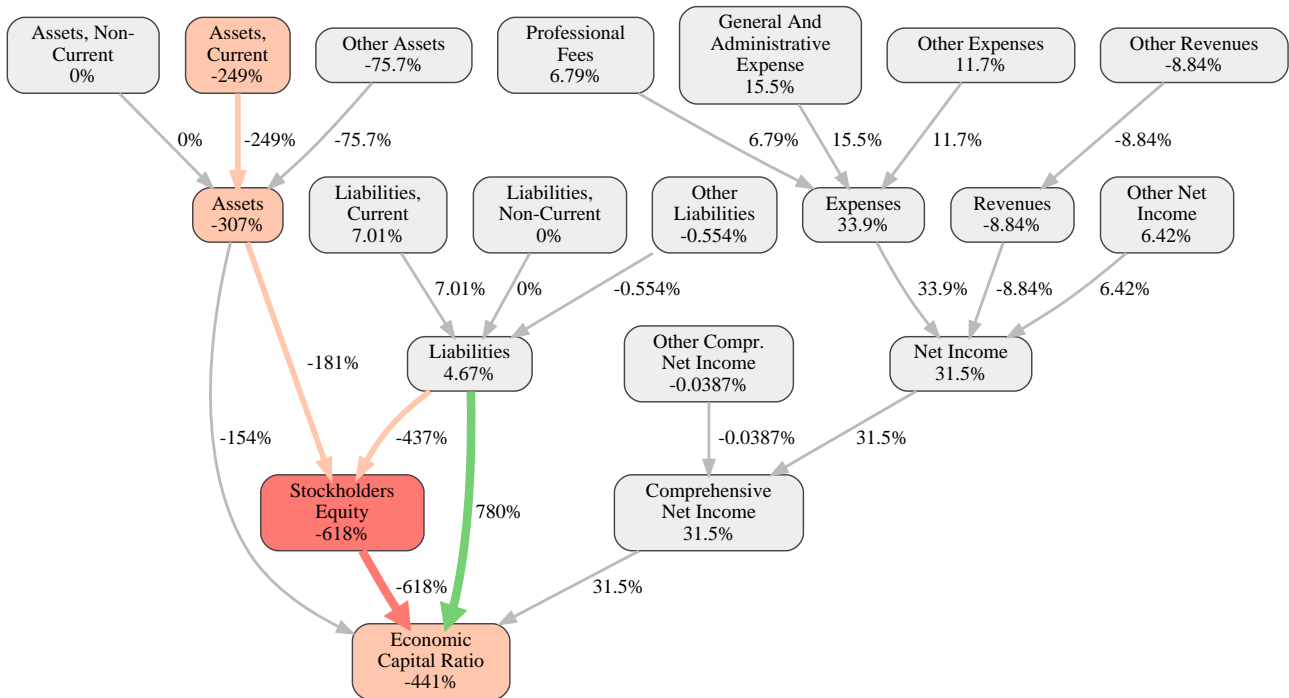 Assets, Non-
Current
0%
Assets,
Current
-249%
Other Assets
-75.7%
Professional
Fees
6.79%
General And
Administrative
Expense
15.5%
Other Expenses
11.7%
Other Revenues
-8.84%
0%
-249%
-75.7%
6.79%
15.5%
11.7%
-8.84%
Assets
-307%
Liabilities,
Current
7.01%
Liabilities,
Non-Current
0%
Other
Liabilities
-0.554%
Expenses
33.9%
Revenues
-8.84%
Other Net
Income
6.42%
7.01%
0%
-0.554%
33.9%
-8.84%
6.42%
-181%
Liabilities
4.67%
Other Compr.
Net Income
-0.0387%
Net Income
31.5%
-154%
-437%
-0.0387%
31.5%
Stockholders
Equity
-618%
780%
Comprehensive
Net Income
31.5%
-618%
31.5%
Economic
Capital Ratio
-441%